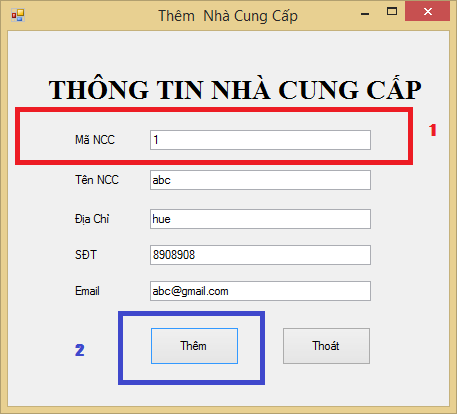 Thêm Nhà Cung Cấp
THÔNG TIN NHÀ CUNG CẤP
Mã NCC 1 1
Tên NCC abc
Địa Chỉ hue
SĐT 8908908
Email abc@gmail.com
2 Thêm Thoát